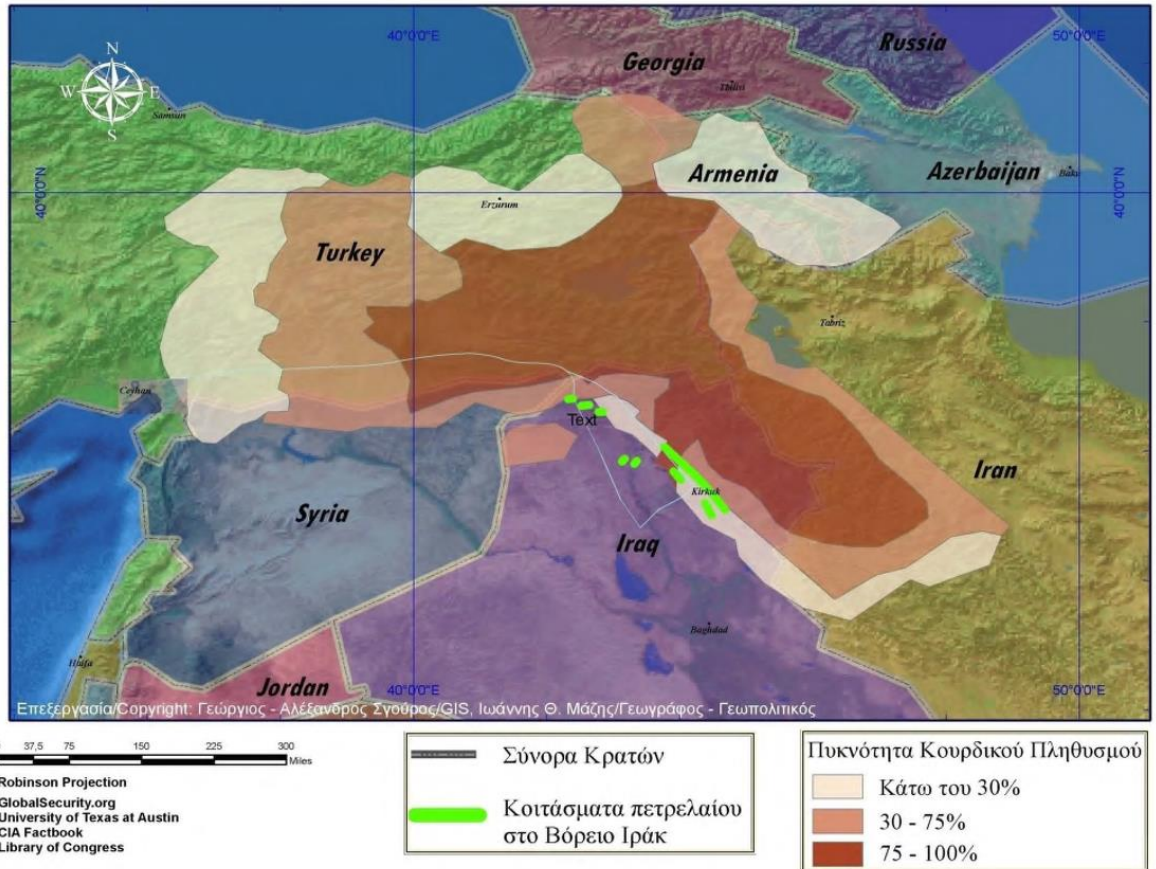 40°0'0"E
50°0'0"E
Russia
Georgia
Tbilisi
N
W E
S
Samsun
Armenia
Azerbaijan
Baku
40°0'0"N
40°0'0"N
Erzurum
Turkey
Tabriz
Ceyhan
Text
Iran
Kirkuk
Syria
Iraq
Baghdad
Hiafa
Jordan
40°0'0"E
50°0'0"E
Επεξεργασία/Copyright: Γεώργιος - Αλέξανδρος Σγούρος/GIS, Ιωάννης Θ. Μάζης/Γεωγράφος - Γεωπολιτικός
37,5 75 150 225 300
Miles
Robinson Projection
GlobalSecurity.org
University of Texas at Austin
CIA Factbook
Library of Congress
Σύνορα Κρατών
Κοιτάσματα πετρελαίου
στο Βόρειο Ιράκ
Πυκνότητα Κουρδικού Πληθυσμού
Κάτω του 30%
30 - 75%
75 - 100%